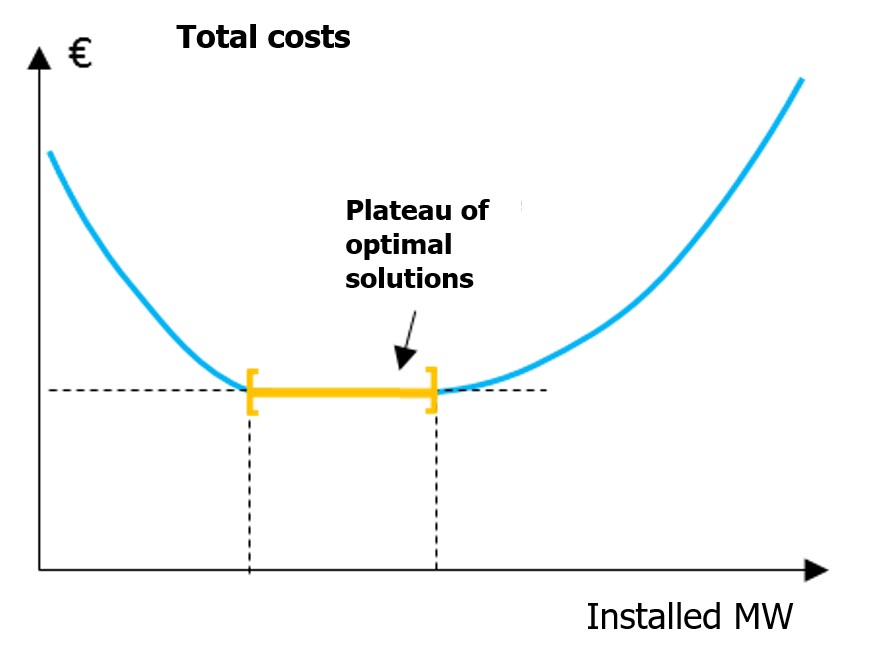 Total costs
€
Plateau of
optimal
solutions
Installed MW